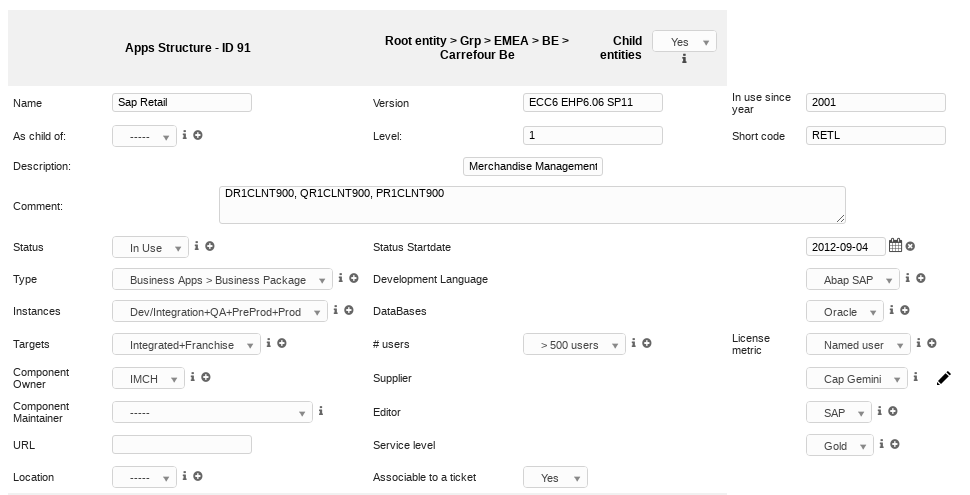 Apps Structure - ID 91
Root entity > Grp > EMEA > BE >
Carrefour Be
Child
entities
Yes
Name
Sap Retail
Version
ECC6 EHP6.06 SP11
In use since
year
2001
As child of:
-----
Level:
1
Short code
RETL
Description:
Merchandise Management
Comment:
DR1CLNT900, QR1CLNT900, PR1CLNT900
Status
In Use
Status Startdate
2012-09-04
Type
Business Apps > Business Package
Development Language
Abap SAP
Instances
Dev/Integration+QA+PreProd+Prod
DataBases
Oracle
Targets
Integrated+Franchise
# users
> 500 users
License
metric
Named user
Component
Owner
IMCH
Supplier
Cap Gemini
Component
Maintainer
-----
Editor
SAP
URL
Service level
Gold
Location
-----
Associable to a ticket
Yes